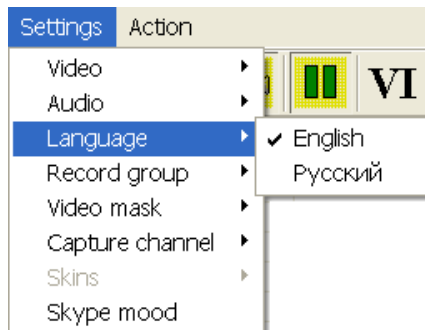 Settings Action
Video
Audio
VI
Language
English
Record group
Русский
Video mask
Capture channel
Skins
Skype mood